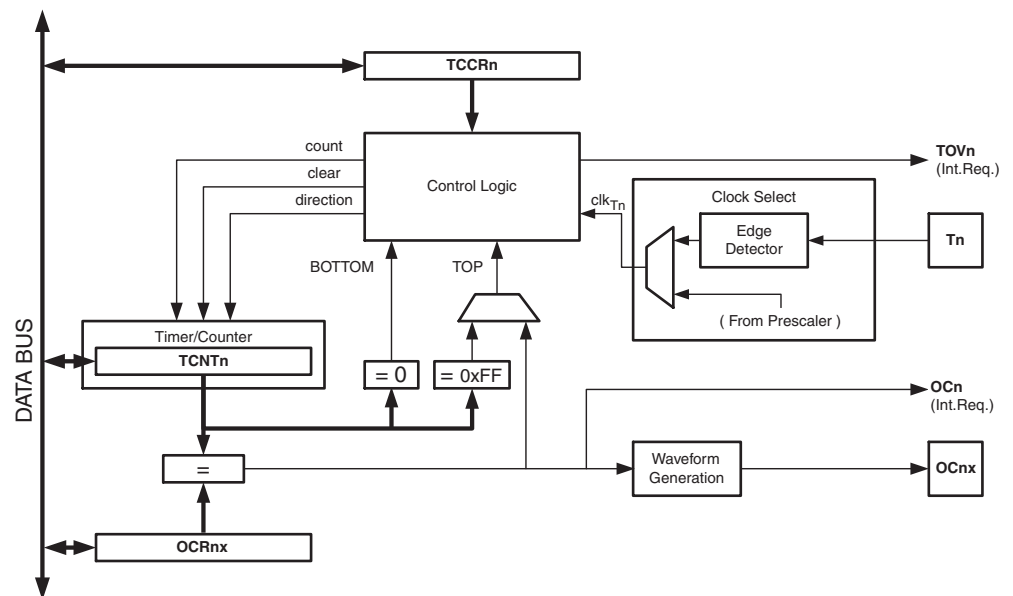 TCCRn
count
clear
direction
Control Logic
TOVn
(Int.Req.)
clkTn
Clock Select
Edge
Detector
Tn
( From Prescaler )
BOTTOM
TOP
Timer/Counter
TCNTn
= 0
= 0xFF
DATA BUS
OCn
(Int.Req.)
=
Waveform
Generation
OCnx
OCRnx